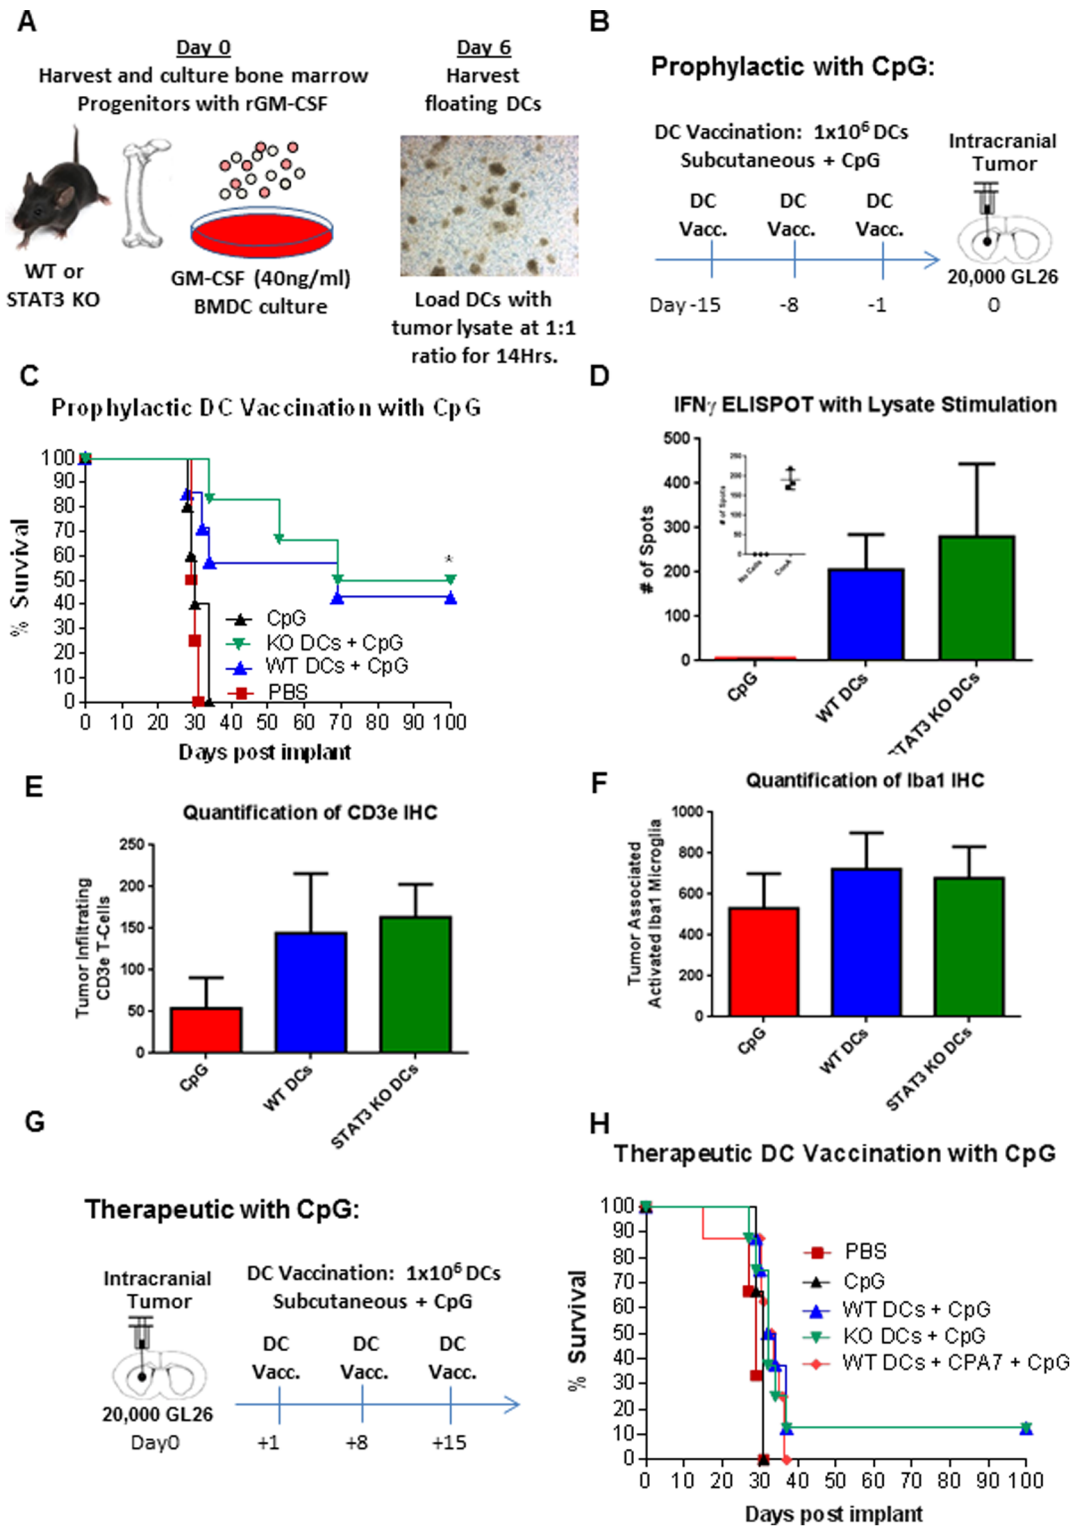 A
Day 0
Harvest and culture bone marrow
Progenitors with rGM-CSF
WT or
STAT3 KO
GM-CSF (40ng/ml)
BMDC culture
Day 6
Harvest
floating DCs
Load DCs with
tumor lysate at 1:1
ratio for 14Hrs.
B
Prophylactic with CpG:
DC Vaccination: 1x10⁶ DCs
Subcutaneous + CpG
DC DC DC
Vacc. Vacc. Vacc.
Day -15 -8 -1 0
Intracranial
Tumor
20,000 GL26
C
Prophylactic DC Vaccination with CpG
% Survival
100
90
80
70
60
50
40
30
20
10
0
*
CpG
KO DCs + CpG
WT DCs + CpG
PBS
0 10 20 30 40 50 60 70 80 90 100
Days post implant
D
IFNγ ELISPOT with Lysate Stimulation
# of Spots
500
400
300
200
100
0
# of Spots
250
200
150
100
50
0
No Cells
ConA
CpG
WT DCs
STAT3 KO DCs
E
Quantification of CD3e IHC
Tumor Infiltrating
CD3e T-Cells
250
200
150
100
50
0
CpG
WT DCs
STAT3 KO DCs
F
Quantification of Iba1 IHC
Tumor Associated
Activated Iba1 Microglia
1000
800
600
400
200
0
CpG
WT DCs
STAT3 KO DCs
G
Therapeutic with CpG:
Intracranial
Tumor
20,000 GL26
DC Vaccination: 1x10⁶ DCs
Subcutaneous + CpG
DC DC DC
Vacc. Vacc. Vacc.
Day0 +1 +8 +15
H
Therapeutic DC Vaccination with CpG
% Survival
100
90
80
70
60
50
40
30
20
10
0
PBS
CpG
WT DCs + CpG
KO DCs + CpG
WT DCs + CPA7 + CpG
0 10 20 30 40 50 60 70 80 90 100
Days post implant